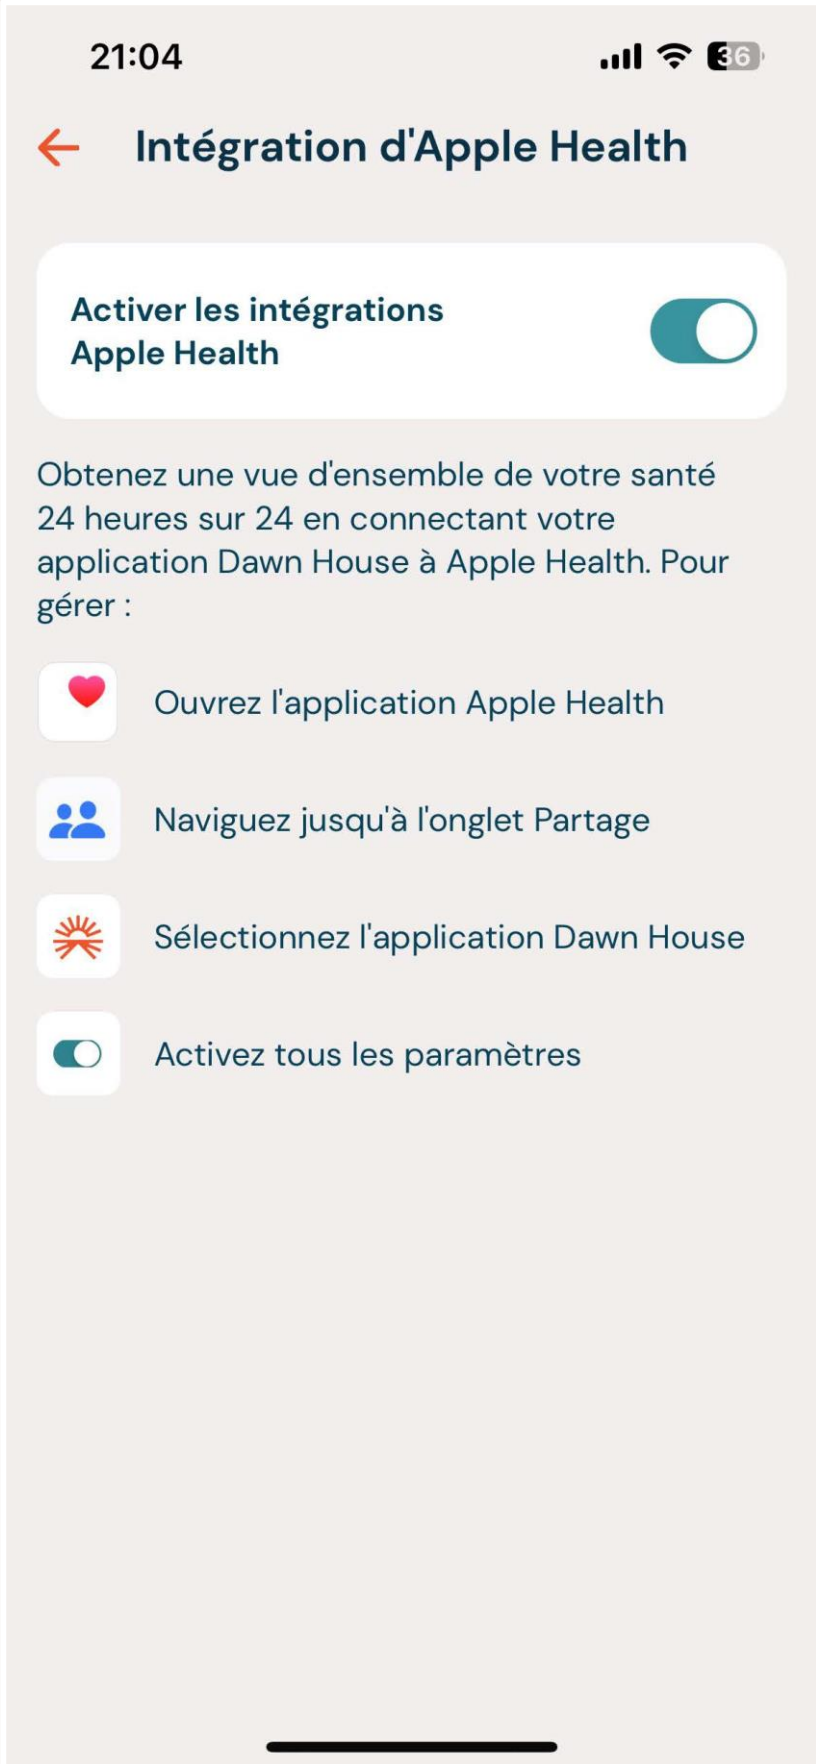 21:04
36
Intégration d'Apple Health
Activer les intégrations
Apple Health
Obtenez une vue d'ensemble de votre santé
24 heures sur 24 en connectant votre
application Dawn House à Apple Health. Pour
gérer :
Ouvrez l'application Apple Health
Naviguez jusqu'à l'onglet Partage
Sélectionnez l'application Dawn House
Activez tous les paramètres